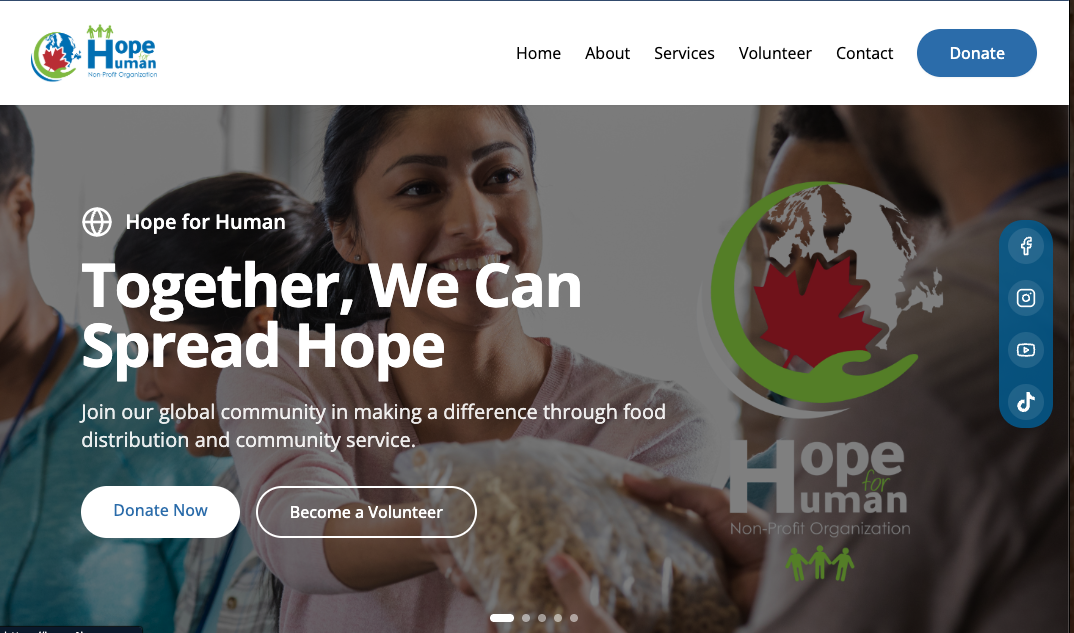 Hope
for
Human
Non-Profit Organization
Home
About
Services
Volunteer
Contact
Donate
Hope for Human
Together, We Can
Spread Hope
Join our global community in making a difference through food
distribution and community service.
Donate Now
Become a Volunteer
Hope
for
Human
Non-Profit Organization